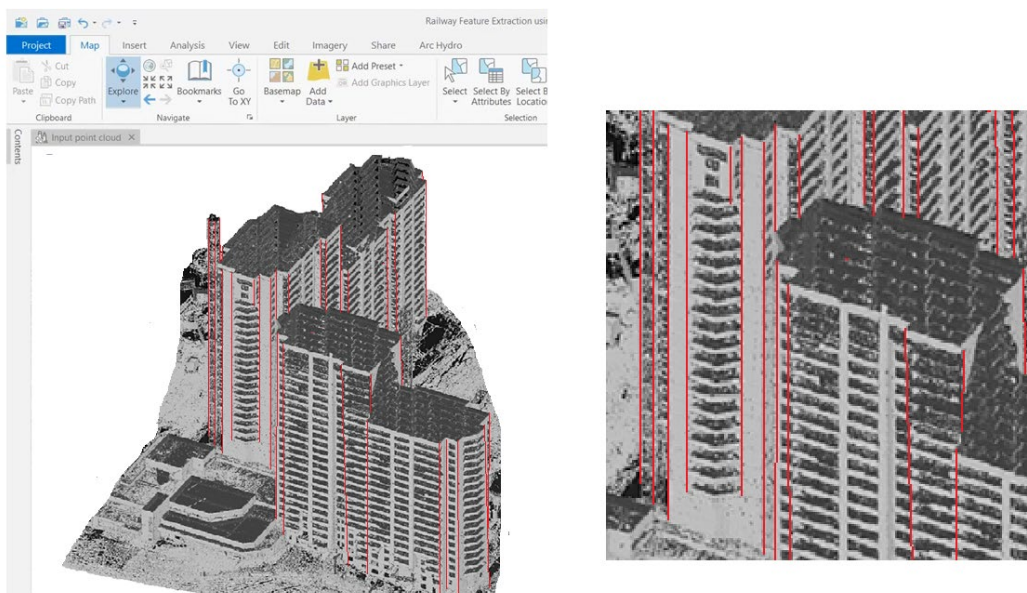 Railway Feature Extraction usin
Project Map Insert Analysis View Edit Imagery Share Arc Hydro
Cut
Copy
Paste Copy Path
Explore
Bookmarks
Go To XY
Basemap
Add Data
Add Preset
Add Graphics Layer
Select
Select By Attributes
Select B Locatio
Clipboard Navigate Layer Selection
Contents
Input point cloud